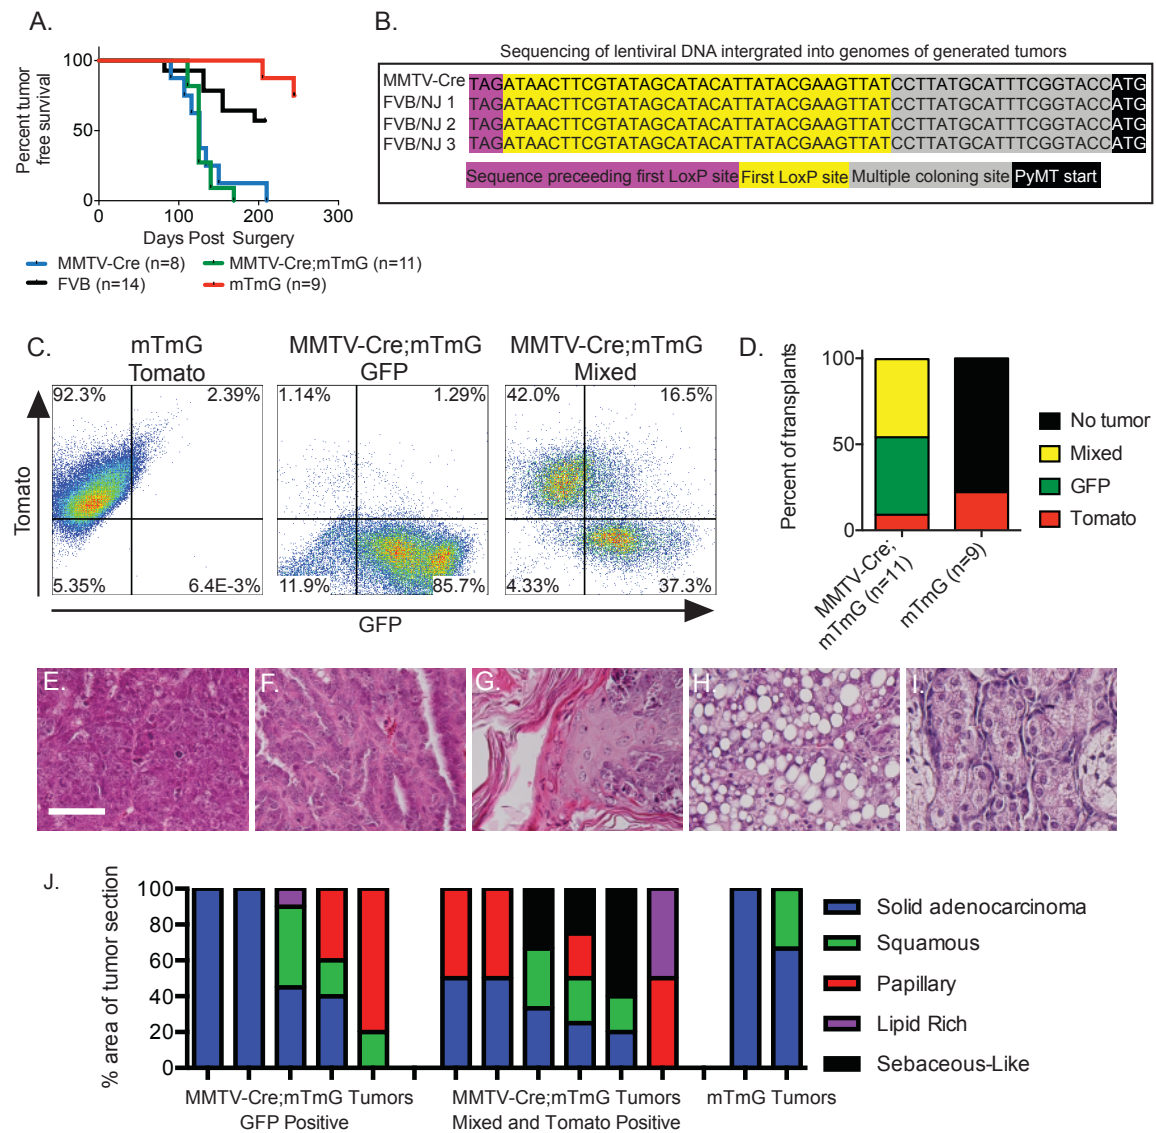 A.
Percent tumor
free survival
100
50
0
0 100 200 300
Days Post Surgery
MMTV-Cre (n=8)
MMTV-Cre;mTmG (n=11)
FVB (n=14)
mTmG (n=9)
B.
Sequencing of lentiviral DNA intergrated into genomes of generated tumors
MMTV-Cre TAGATAACTTCGTATAGCATACATTATACGAAGTTATCCTTATGCATTTCGGTACCATG
FVB/NJ 1 TAGATAACTTCGTATAGCATACATTATACGAAGTTATCCTTATGCATTTCGGTACCATG
FVB/NJ 2 TAGATAACTTCGTATAGCATACATTATACGAAGTTATCCTTATGCATTTCGGTACCATG
FVB/NJ 3 TAGATAACTTCGTATAGCATACATTATACGAAGTTATCCTTATGCATTTCGGTACCATG
Sequence preceeding first LoxP site First LoxP site Multiple coloning site PyMT start
C.
mTmG
Tomato
MMTV-Cre;mTmG
GFP
MMTV-Cre;mTmG
Mixed
92.3% 2.39%
5.35% 6.4E-3%
1.14% 1.29%
11.9% 85.7%
42.0% 16.5%
4.33% 37.3%
Tomato
GFP
D.
Percent of transplants
100
50
0
MMTV-Cre;
mTmG (n=11)
mTmG (n=9)
No tumor
Mixed
GFP
Tomato
E.
F.
G.
H.
I.
J.
% area of tumor section
100
80
60
40
20
0
MMTV-Cre;mTmG Tumors
GFP Positive
MMTV-Cre;mTmG Tumors
Mixed and Tomato Positive
mTmG Tumors
Solid adenocarcinoma
Squamous
Papillary
Lipid Rich
Sebaceous-Like